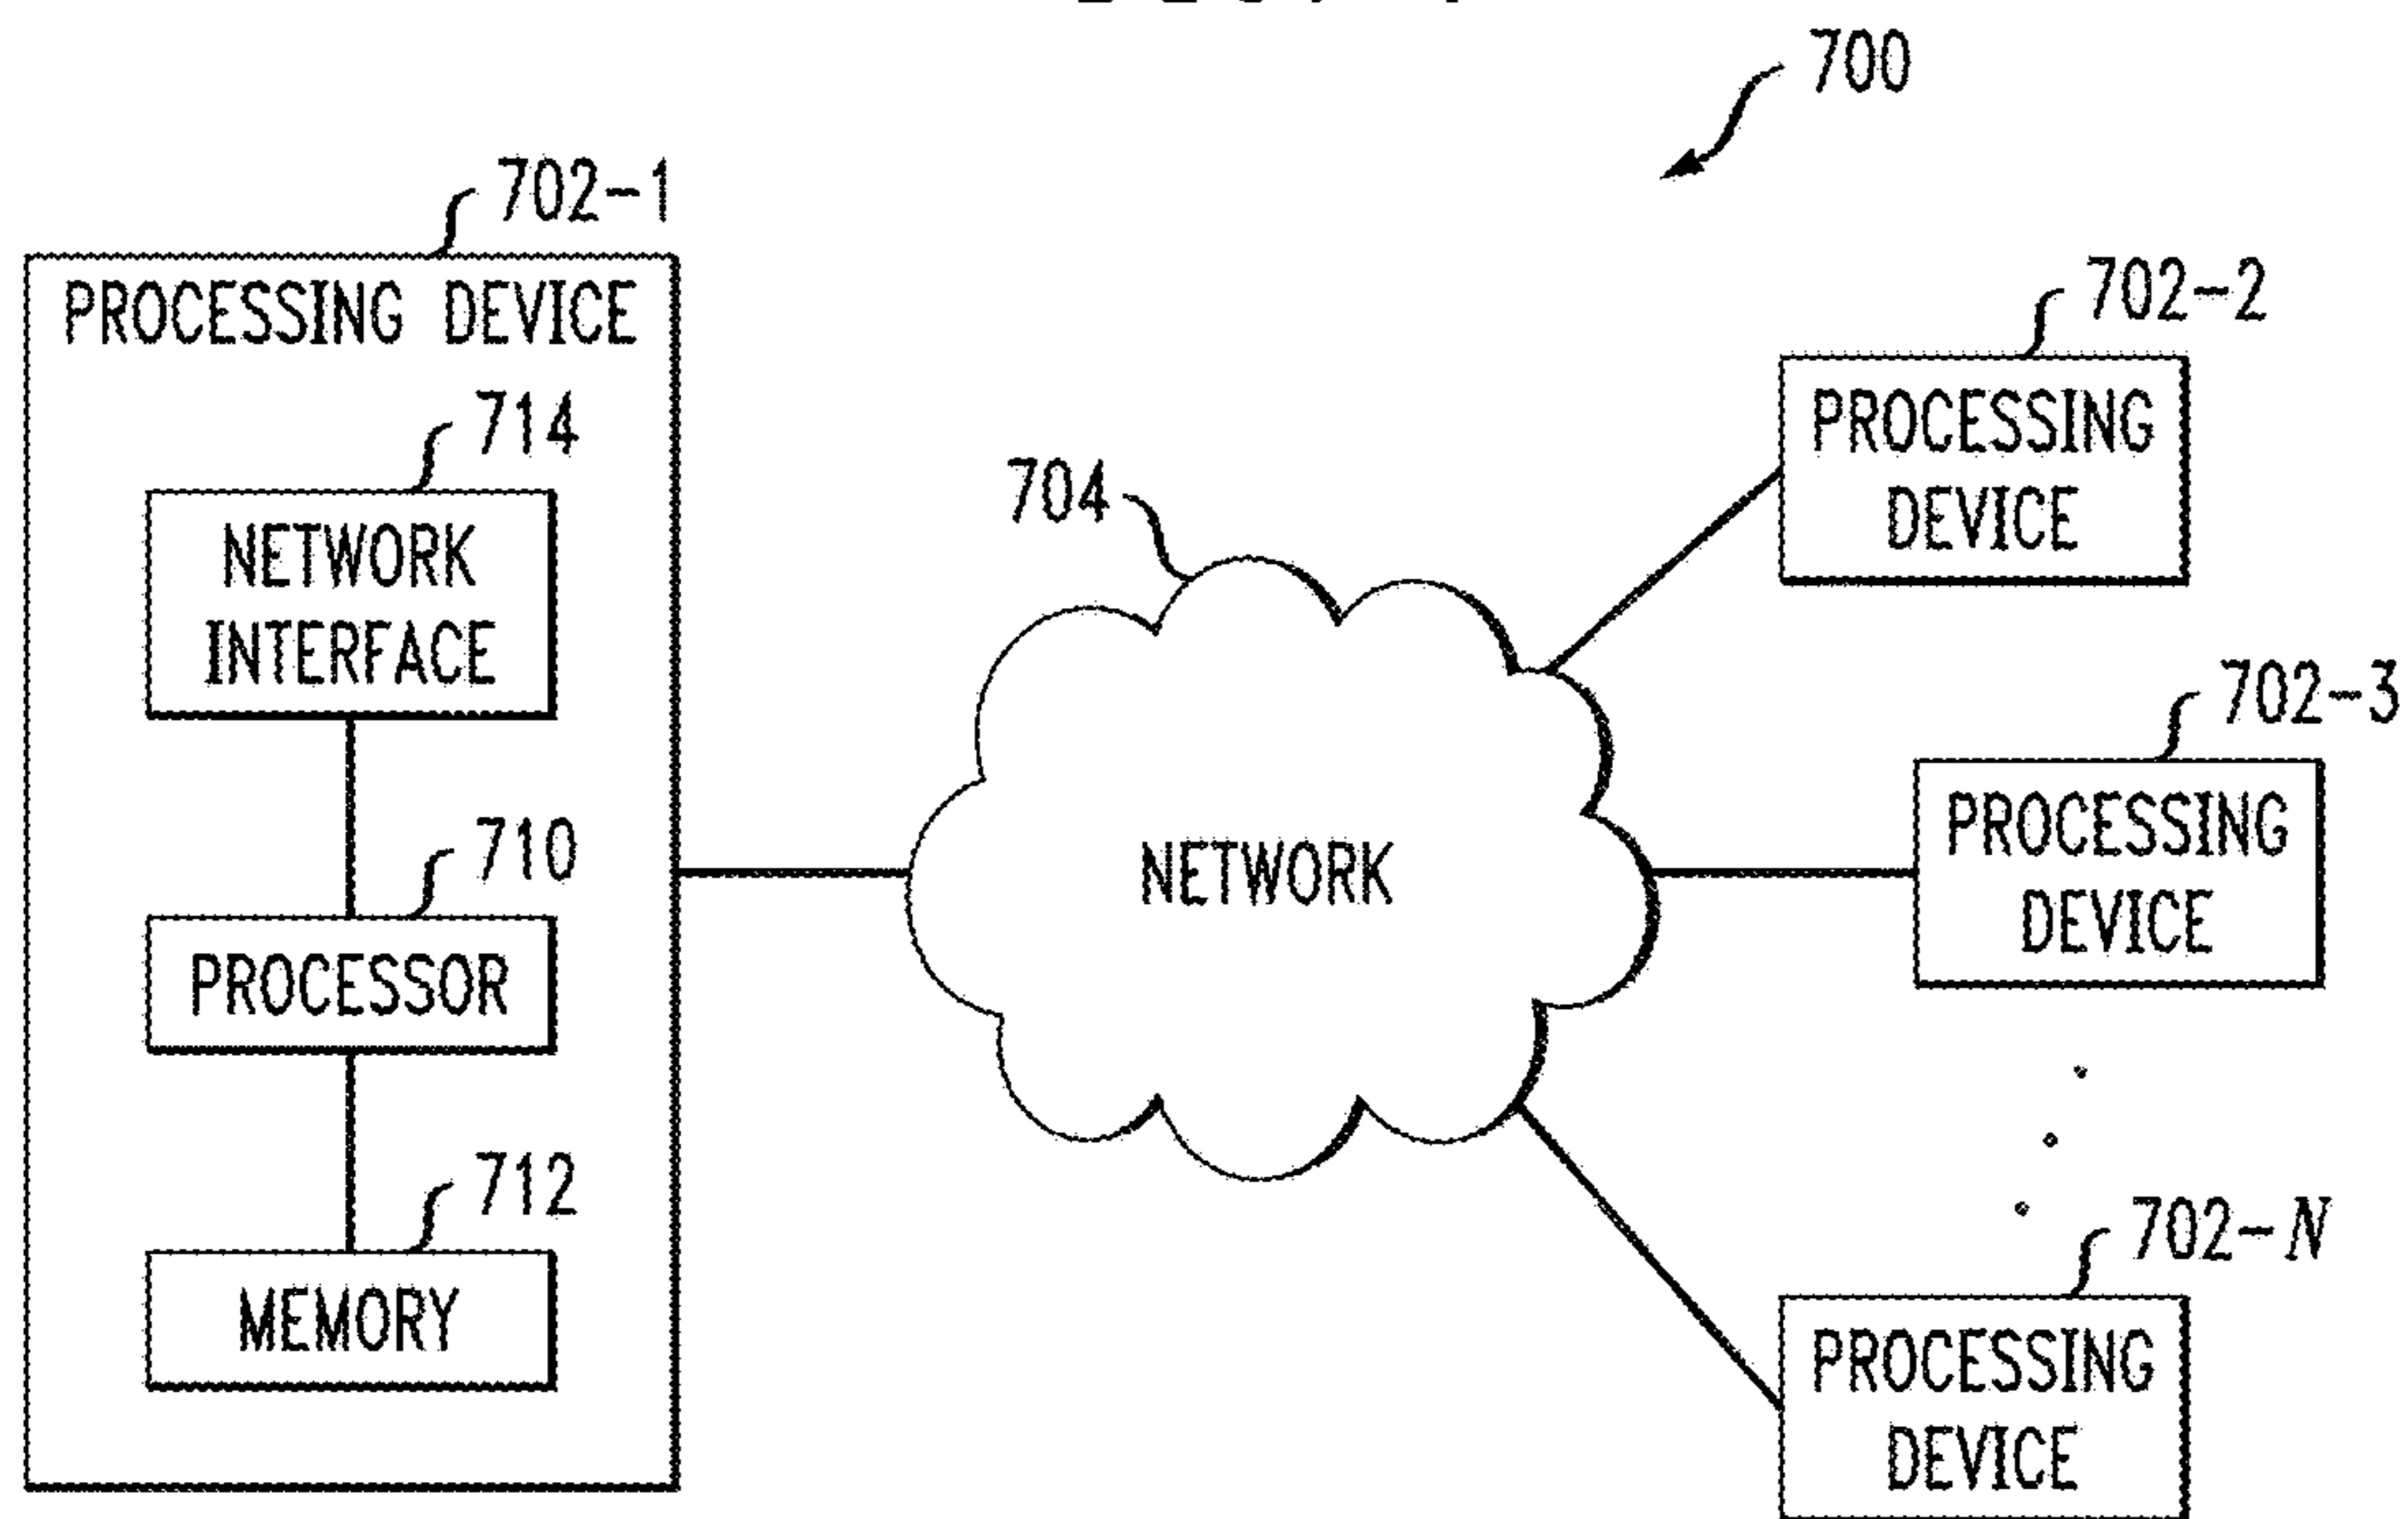 700
702-1
PROCESSING DEVICE
714
NETWORK
INTERFACE
710
PROCESSOR
712
MEMORY
704
NETWORK
702-2
PROCESSING
DEVICE
702-3
PROCESSING
DEVICE
702-N
PROCESSING
DEVICE